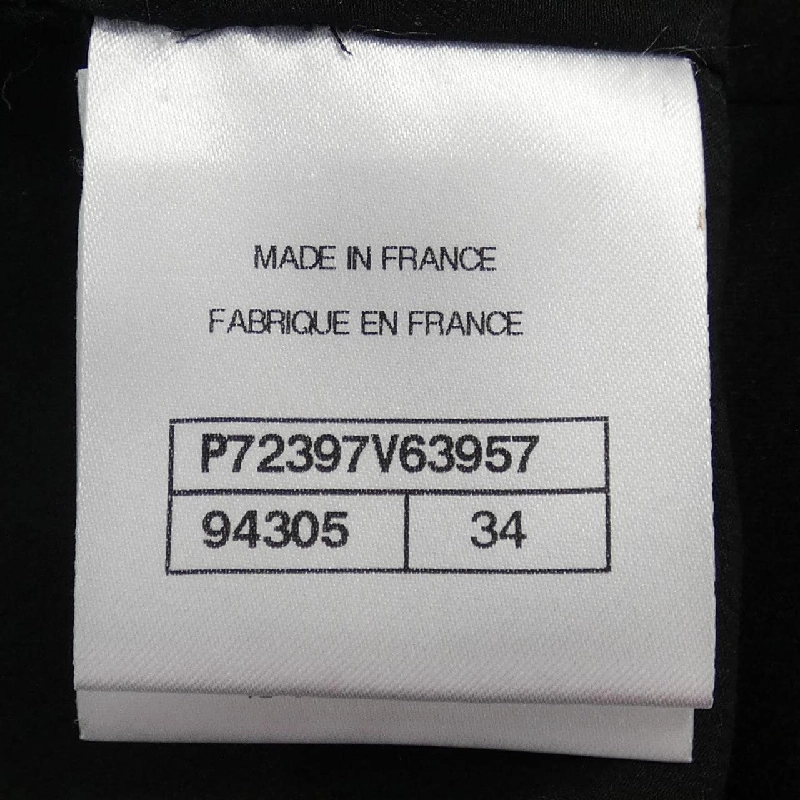 MADE IN FRANCE
FABRIQUE EN FRANCE
P72397V63957
94305 34